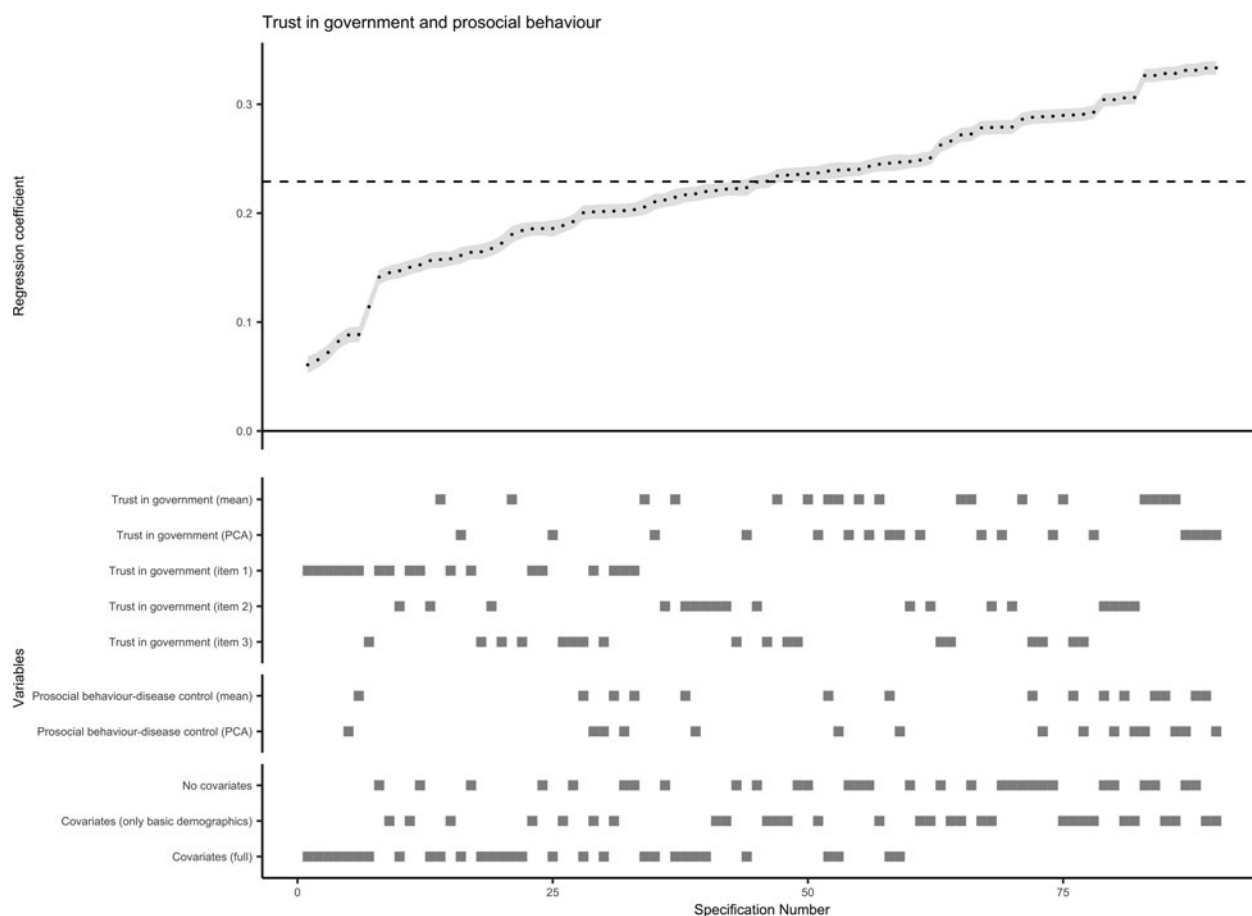 Trust in government and prosocial behaviour
Regression coefficient
0.3
0.2
0.1
0.0
Variables
Trust in government (mean)
Trust in government (PCA)
Trust in government (item 1)
Trust in government (item 2)
Trust in government (item 3)
Prosocial behaviour-disease control (mean)
Prosocial behaviour-disease control (PCA)
No covariates
Covariates (only basic demographics)
Covariates (full)
0
25
50
75
Specification Number